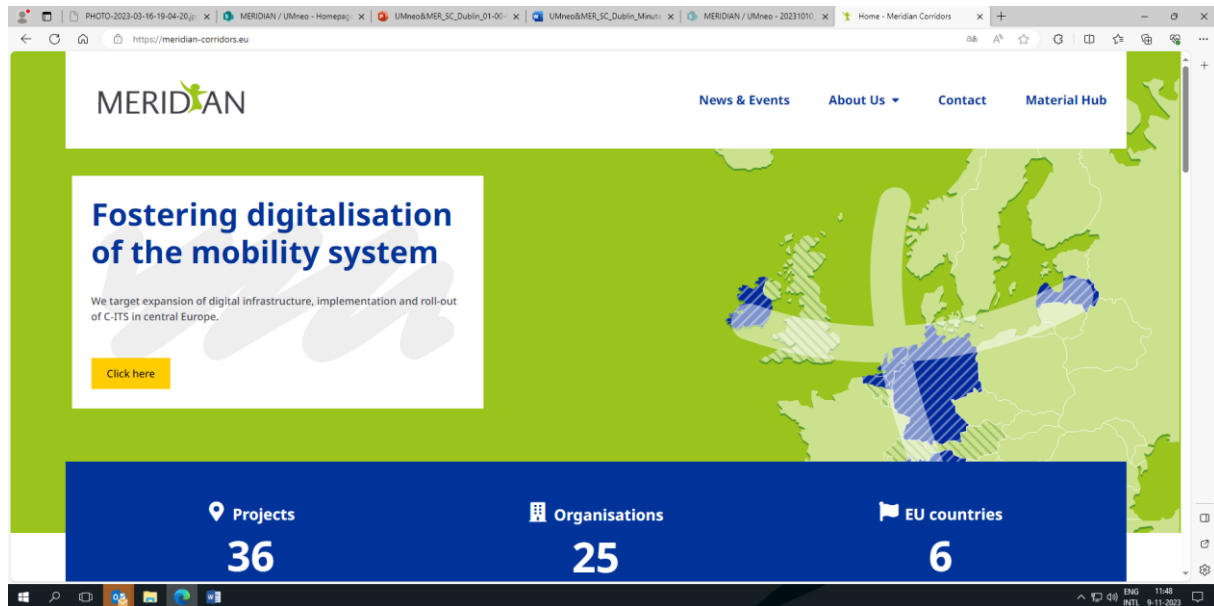 PHOTO-2023-03-16-19-04-20.jp
MERIDIAN / UMneo - Homepage
UMneo&MER_SC_Dublin_01-00-
UMneo&MER_SC_Dublin_Minute
MERIDIAN / UMneo - 20231010_
Home - Meridian Corridors
https://meridian-corridors.eu
MERIDIAN
News & Events
About Us
Contact
Material Hub
Fostering digitalisation
of the mobility system
We target expansion of digital infrastructure, implementation and roll-out
of C-ITS in central Europe.
Click here
Projects
36
Organisations
25
EU countries
6
ENG
INTL
11:48
9-11-2023